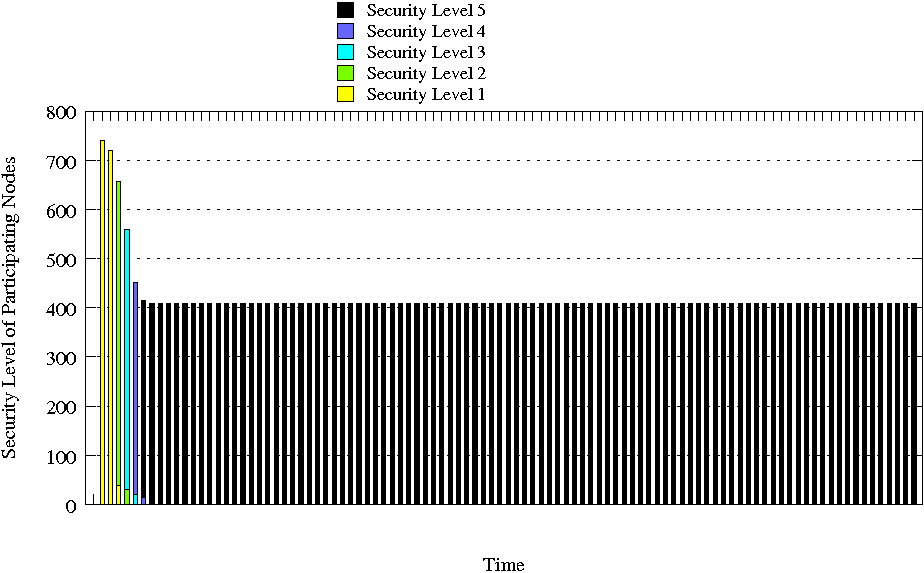 Security Level 5
Security Level 4
Security Level 3
Security Level 2
Security Level 1
800
700
600
500
400
300
200
100
0
Security Level of Participating Nodes
Time